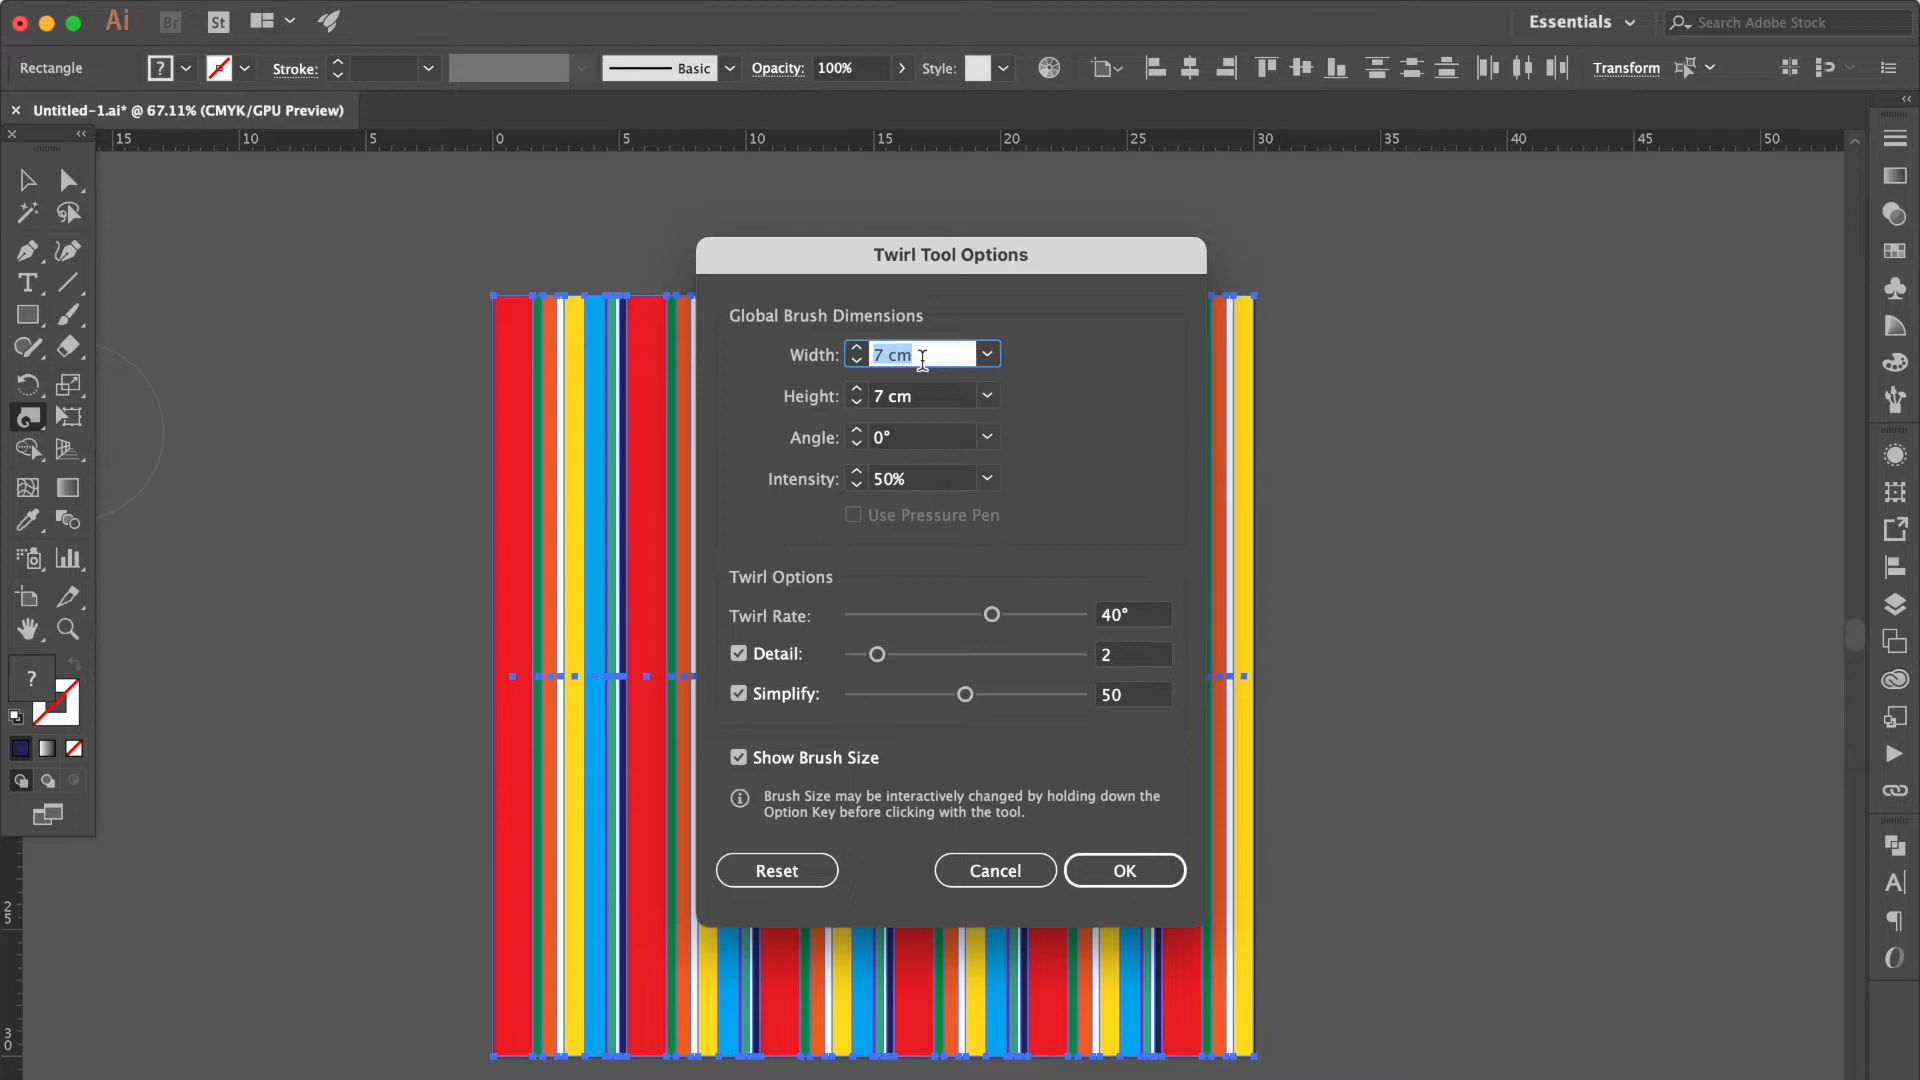 Ai Br St Essentials Search Adobe Stock
Rectangle ? Stroke: Basic Opacity: 100% Style: Transform
× Untitled-1.ai* @ 67.11% (CMYK/GPU Preview)
15 10 5 0 5 10 15 20 25 30 35 40 45 50
Twirl Tool Options
Global Brush Dimensions
Width: 7 cm
Height: 7 cm
Angle: 0°
Intensity: 50%
Use Pressure Pen
Twirl Options
Twirl Rate: 40°
Detail: 2
Simplify: 50
?
Show Brush Size
Brush Size may be interactively changed by holding down the
Option Key before clicking with the tool.
Reset Cancel OK
2
5
3
0